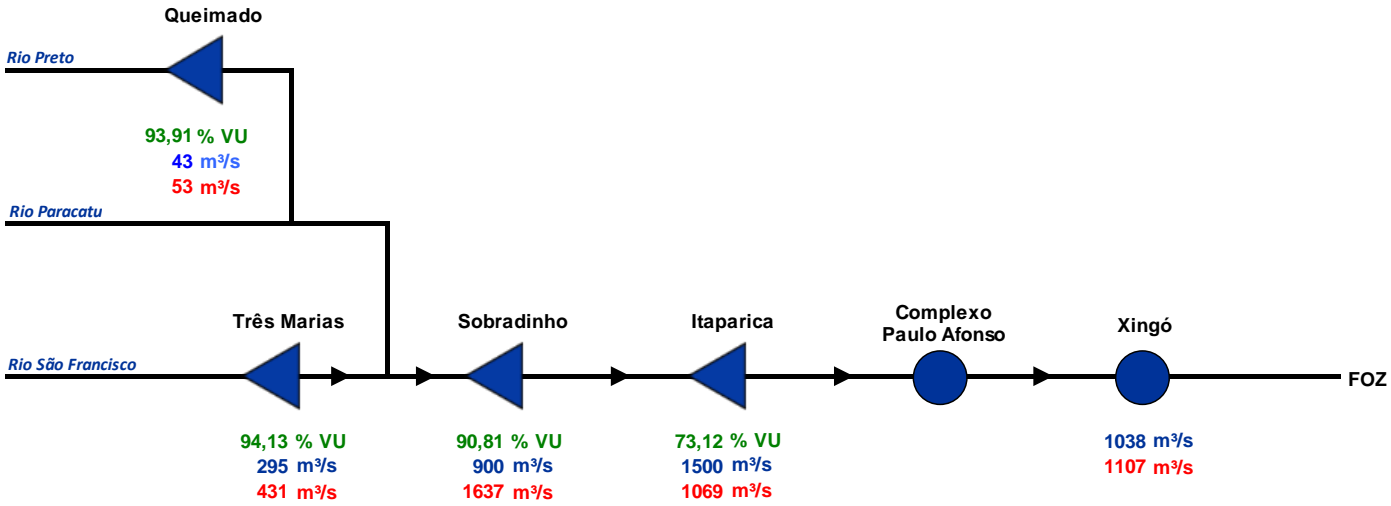 Queimado
Rio Preto
93,91 % VU
43 m³/s
53 m³/s
Rio Paracatu
Três Marias
Sobradinho
Itaparica
Complexo
Paulo Afonso
Xingó
Rio São Francisco
FOZ
94,13 % VU
295 m³/s
431 m³/s
90,81 % VU
900 m³/s
1637 m³/s
73,12 % VU
1500 m³/s
1069 m³/s
1038 m³/s
1107 m³/s